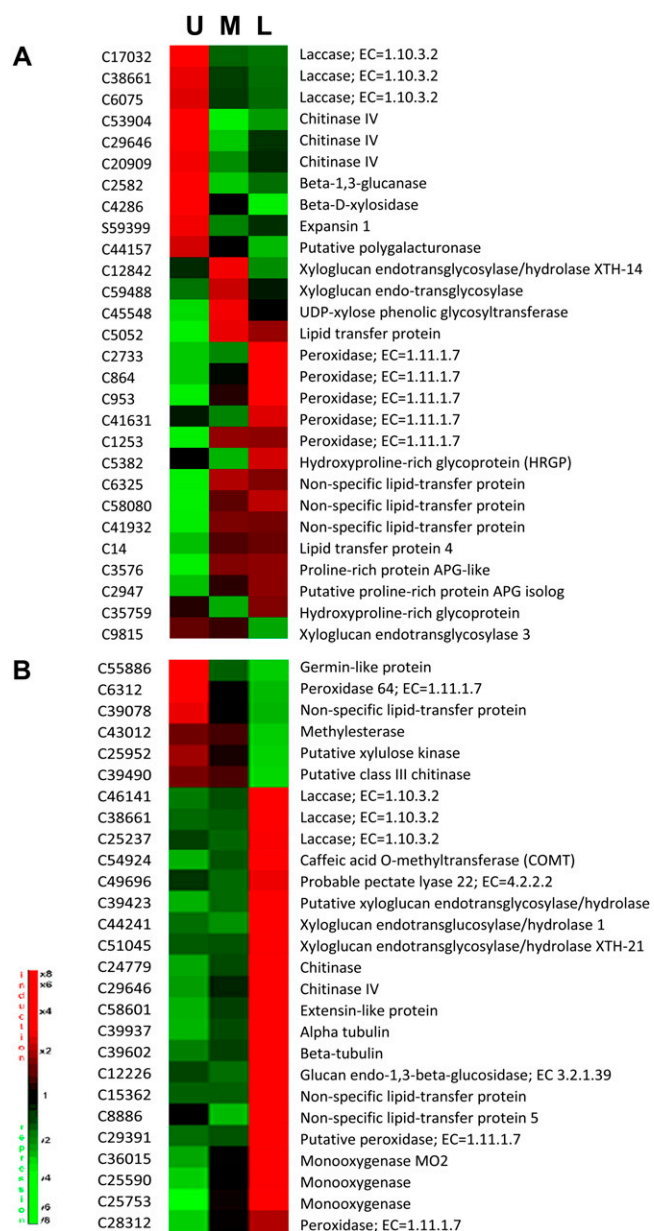 U M L
A
C17032 Laccase; EC=1.10.3.2
C38661 Laccase; EC=1.10.3.2
C6075 Laccase; EC=1.10.3.2
C53904 Chitinase IV
C29646 Chitinase IV
C20909 Chitinase IV
C2582 Beta-1,3-glucanase
C4286 Beta-D-xylosidase
S59399 Expansin 1
C44157 Putative polygalacturonase
C12842 Xyloglucan endotransglycosylase/hydrolase XTH-14
C59488 Xyloglucan endo-transglycosylase
C45548 UDP-xylose phenolic glycosyltransferase
C5052 Lipid transfer protein
C2733 Peroxidase; EC=1.11.1.7
C864 Peroxidase; EC=1.11.1.7
C953 Peroxidase; EC=1.11.1.7
C41631 Peroxidase; EC=1.11.1.7
C1253 Peroxidase; EC=1.11.1.7
C5382 Hydroxyproline-rich glycoprotein (HRGP)
C6325 Non-specific lipid-transfer protein
C58080 Non-specific lipid-transfer protein
C41932 Non-specific lipid-transfer protein
C14 Lipid transfer protein 4
C3576 Proline-rich protein APG-like
C2947 Putative proline-rich protein APG isolog
C35759 Hydroxyproline-rich glycoprotein
C9815 Xyloglucan endotransglycosylase 3
B
C55886 Germin-like protein
C6312 Peroxidase 64; EC=1.11.1.7
C39078 Non-specific lipid-transfer protein
C43012 Methylesterase
C25952 Putative xylulose kinase
C39490 Putative class III chitinase
C46141 Laccase; EC=1.10.3.2
C38661 Laccase; EC=1.10.3.2
C25237 Laccase; EC=1.10.3.2
C54924 Caffeic acid O-methyltransferase (COMT)
C49696 Probable pectate lyase 22; EC=4.2.2.2
C39423 Putative xyloglucan endotransglycosylase/hydrolase
C44241 Xyloglucan endotransglucosylase/hydrolase 1
C51045 Xyloglucan endotransglycosylase/hydrolase XTH-21
C24779 Chitinase
C29646 Chitinase IV
C58601 Extensin-like protein
C39937 Alpha tubulin
C39602 Beta-tubulin
C12226 Glucan endo-1,3-beta-glucosidase; EC 3.2.1.39
C15362 Non-specific lipid-transfer protein
C8886 Non-specific lipid-transfer protein 5
C29391 Putative peroxidase; EC=1.11.1.7
C36015 Monooxygenase MO2
C25590 Monooxygenase
C25753 Monooxygenase
C28312 Peroxidase; EC=1.11.1.7
induction
repression
x8
x6
x4
x2
1
/2
/4
/6
/8